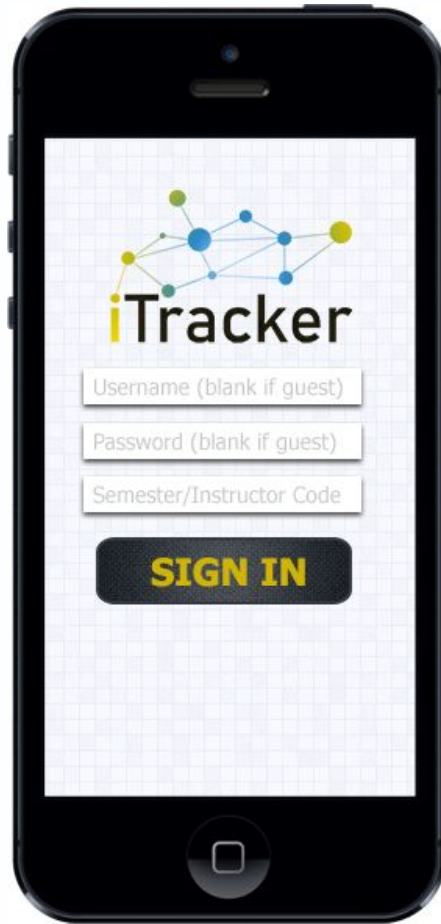 iTracker
Username (blank if guest)
Password (blank if guest)
Semester/Instructor Code
SIGN IN